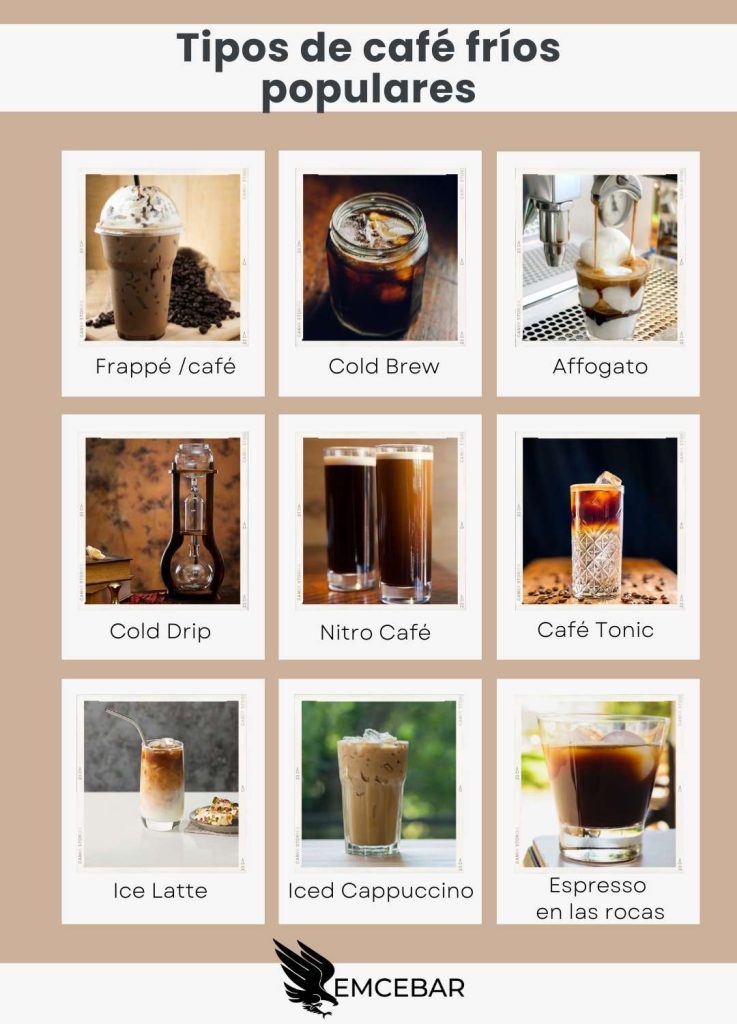 Tipos de café fríos
populares
Frappé /café
Cold Brew
Affogato
Cold Drip
Nitro Café
Café Tonic
Ice Latte
Iced Cappuccino
Espresso
en las rocas
EMCEBAR